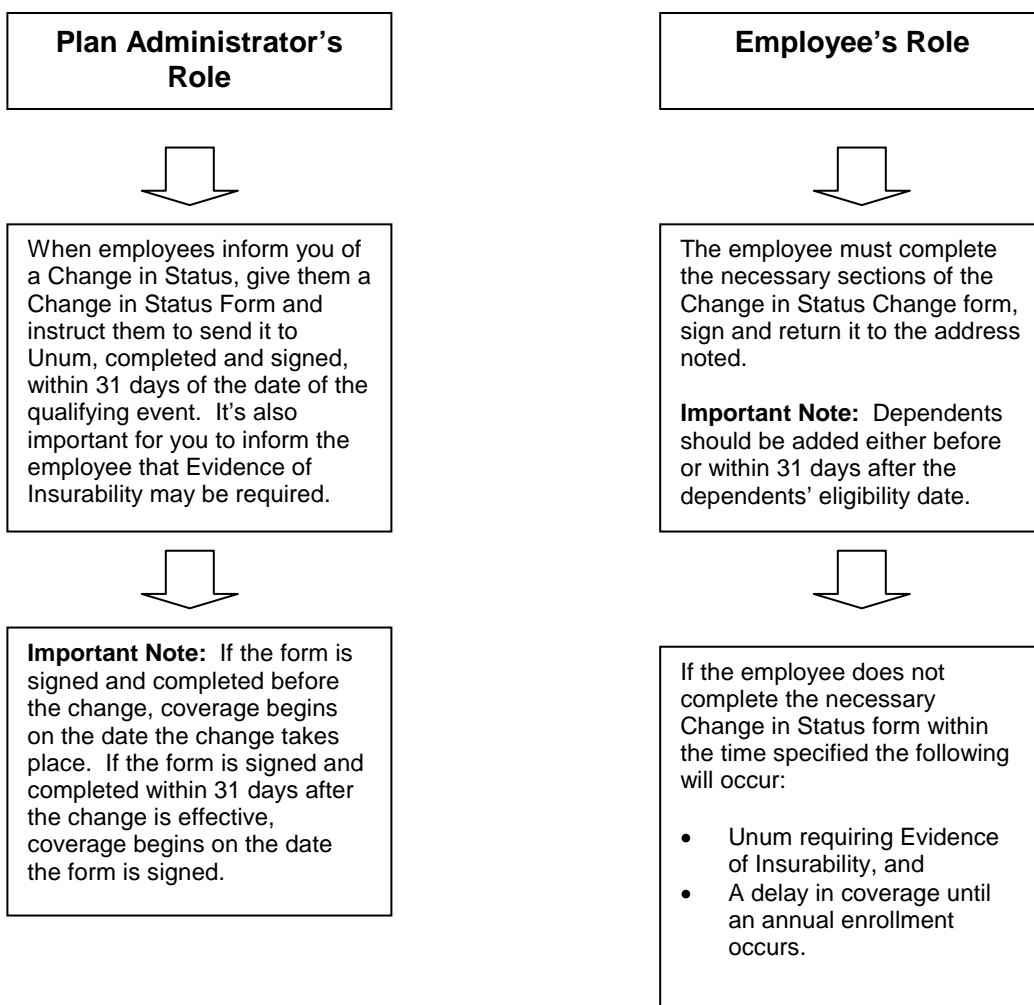 Plan Administrator’s
Role
When employees inform you of
a Change in Status, give them a
Change in Status Form and
instruct them to send it to
Unum, completed and signed,
within 31 days of the date of the
qualifying event.  It’s also
important for you to inform the
employee that Evidence of
Insurability may be required.
Important Note:  If the form is
signed and completed before
the change, coverage begins
on the date the change takes
place.  If the form is signed and
completed within 31 days after
the change is effective,
coverage begins on the date
the form is signed.
Employee’s Role
The employee must complete
the necessary sections of the
Change in Status Change form,
sign and return it to the address
noted.
Important Note:  Dependents
should be added either before
or within 31 days after the
dependents’ eligibility date.
If the employee does not
complete the necessary
Change in Status form within
the time specified the following
will occur:
• Unum requiring Evidence
of Insurability, and
• A delay in coverage until
an annual enrollment
occurs.